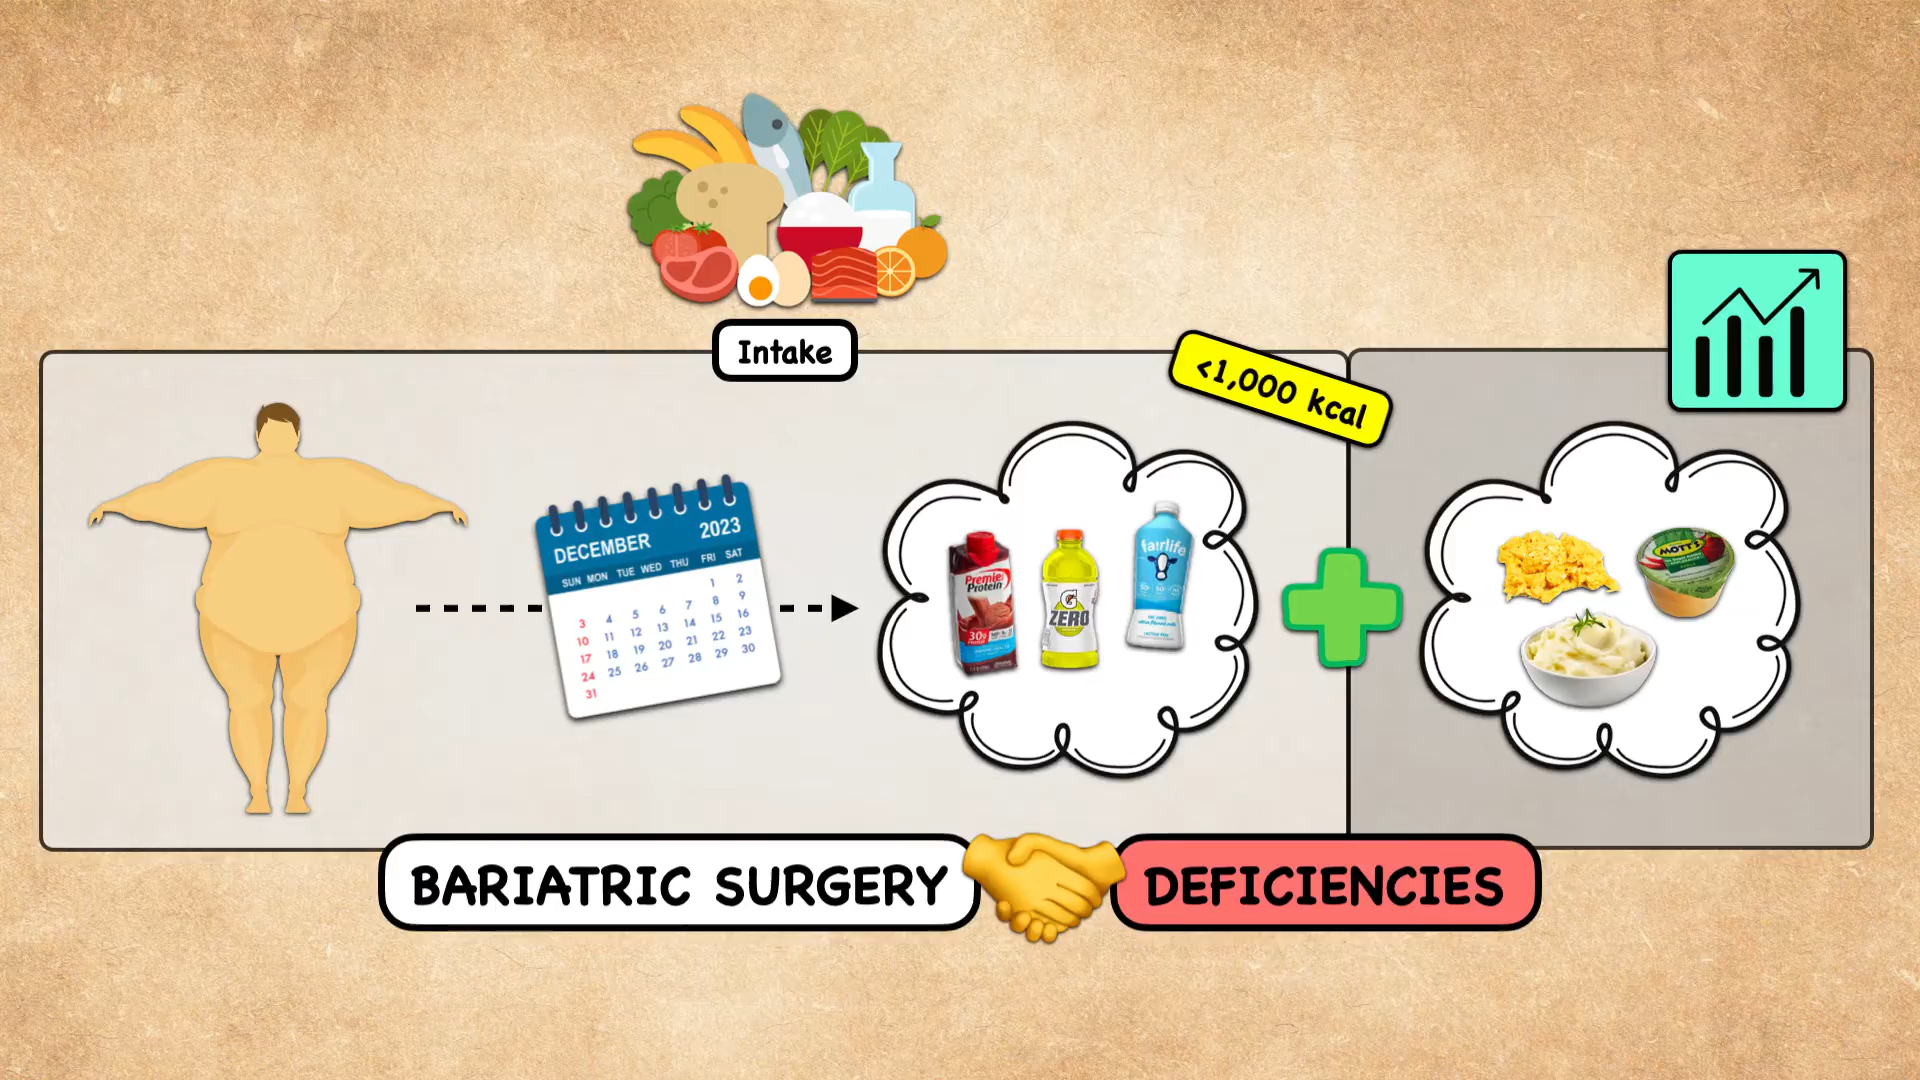 Intake
<1,000 kcal
DECEMBER 2023
SUN MON TUE WED THU FRI SAT
1 2
3 4 5 6 7 8 9
10 11 12 13 14 15 16
17 18 19 20 21 22 23
24 25 26 27 28 29 30
31
Premier
Protein
30g
G
ZERO
fairlife
MOTT'S
BARIATRIC SURGERY
DEFICIENCIES